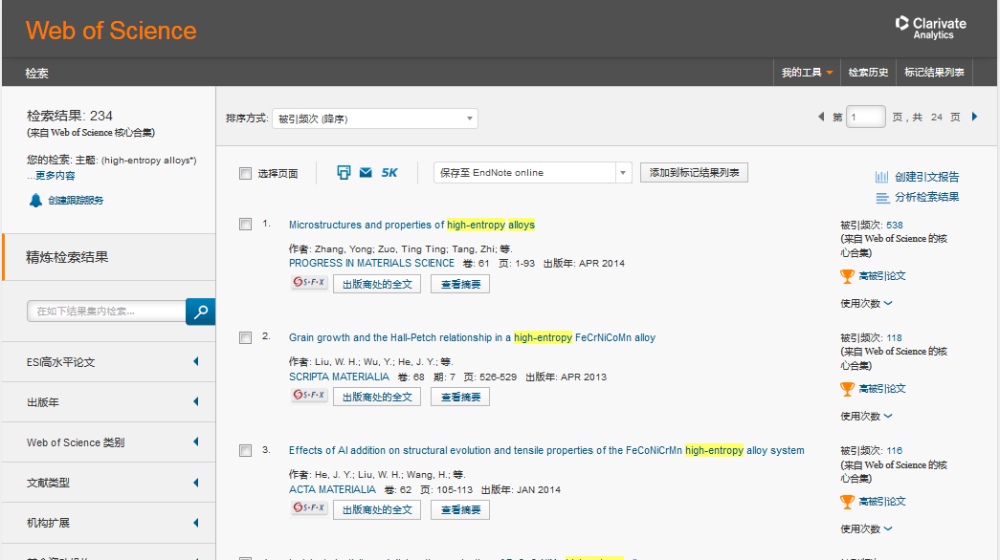 Web of Science
Clarivate
Analytics
检索
我的工具
检索历史
标记结果列表
检索结果: 234
(来自 Web of Science 核心合集)
您的检索: 主题: (high-entropy alloys*)
...更多内容
创建跟踪服务
精炼检索结果
在如下结果集内检索...
ESI高水平论文
出版年
Web of Science 类别
文献类型
机构扩展
排序方式: 被引频次 (降序)
第 1 页 , 共 24 页
选择页面
5K
保存至 EndNote online
添加到标记结果列表
创建引文报告
分析检索结果
1. Microstructures and properties of high-entropy alloys
作者: Zhang, Yong; Zuo, Ting Ting; Tang, Zhi; 等.
PROGRESS IN MATERIALS SCIENCE 卷: 61 页: 1-93 出版年: APR 2014
S·F·X 出版商处的全文 查看摘要
被引频次: 538
(来自 Web of Science 的核
心合集)
高被引论文
使用次数
2. Grain growth and the Hall-Petch relationship in a high-entropy FeCrNiCoMn alloy
作者: Liu, W. H.; Wu, Y.; He, J. Y.; 等.
SCRIPTA MATERIALIA 卷: 68 期: 7 页: 526-529 出版年: APR 2013
S·F·X 出版商处的全文 查看摘要
被引频次: 118
(来自 Web of Science 的核
心合集)
高被引论文
使用次数
3. Effects of Al addition on structural evolution and tensile properties of the FeCoNiCrMn high-entropy alloy system
作者: He, J. Y.; Liu, W. H.; Wang, H.; 等.
ACTA MATERIALIA 卷: 62 页: 105-113 出版年: JAN 2014
S·F·X 出版商处的全文 查看摘要
被引频次: 116
(来自 Web of Science 的核
心合集)
高被引论文
使用次数